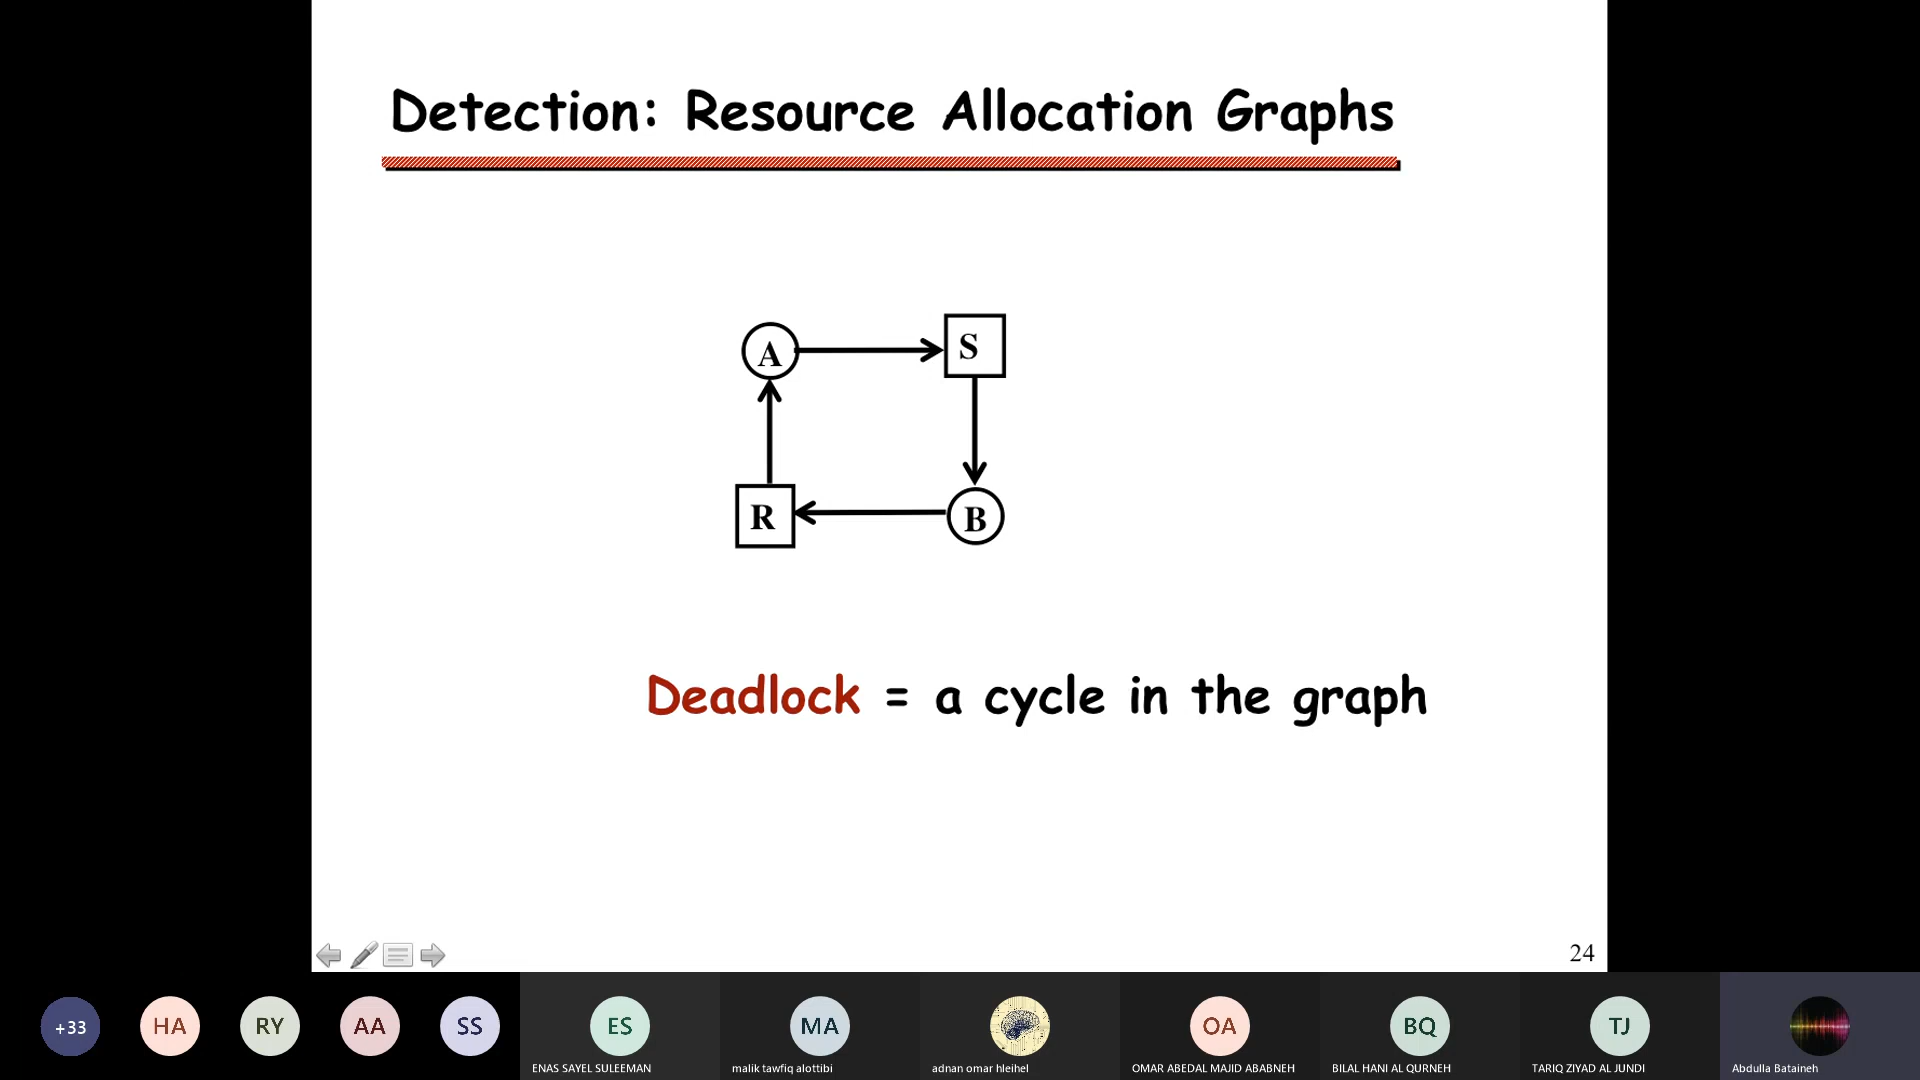 Detection: Resource Allocation Graphs
A
S
R
B
Deadlock = a cycle in the graph
24
+33
HA
RY
AA
SS
ES
MA
OA
BQ
TJ
ENAS SAYEL SULEEMAN
malik tawfiq alottibi
adnan omar hleihel
OMAR ABEDAL MAJID ABABNEH
BILAL HANI AL QURNEH
TARIQ ZIYAD AL JUNDI
Abdulla Bataineh